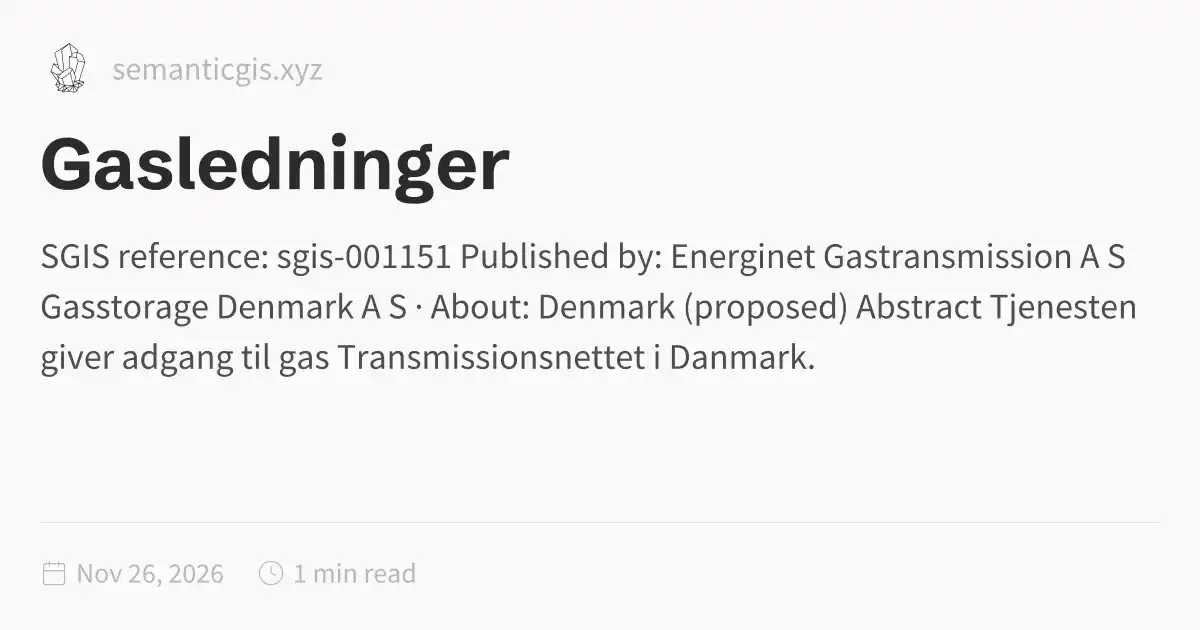 semanticgis.xyz
Gasledninger
SGIS reference: sgis-001151 Published by: Energinet Gastransmission A S
Gasstorage Denmark A S · About: Denmark (proposed) Abstract Tjenesten
giver adgang til gas Transmissionsnettet i Danmark.
Nov 26, 2026 1 min read